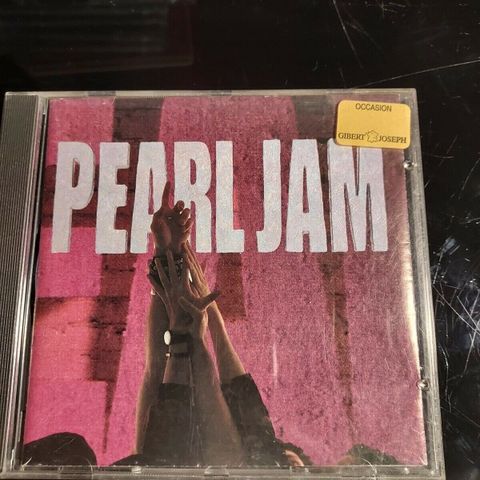 OCCASION
GIBERT JOSEPH
PEARL JAM